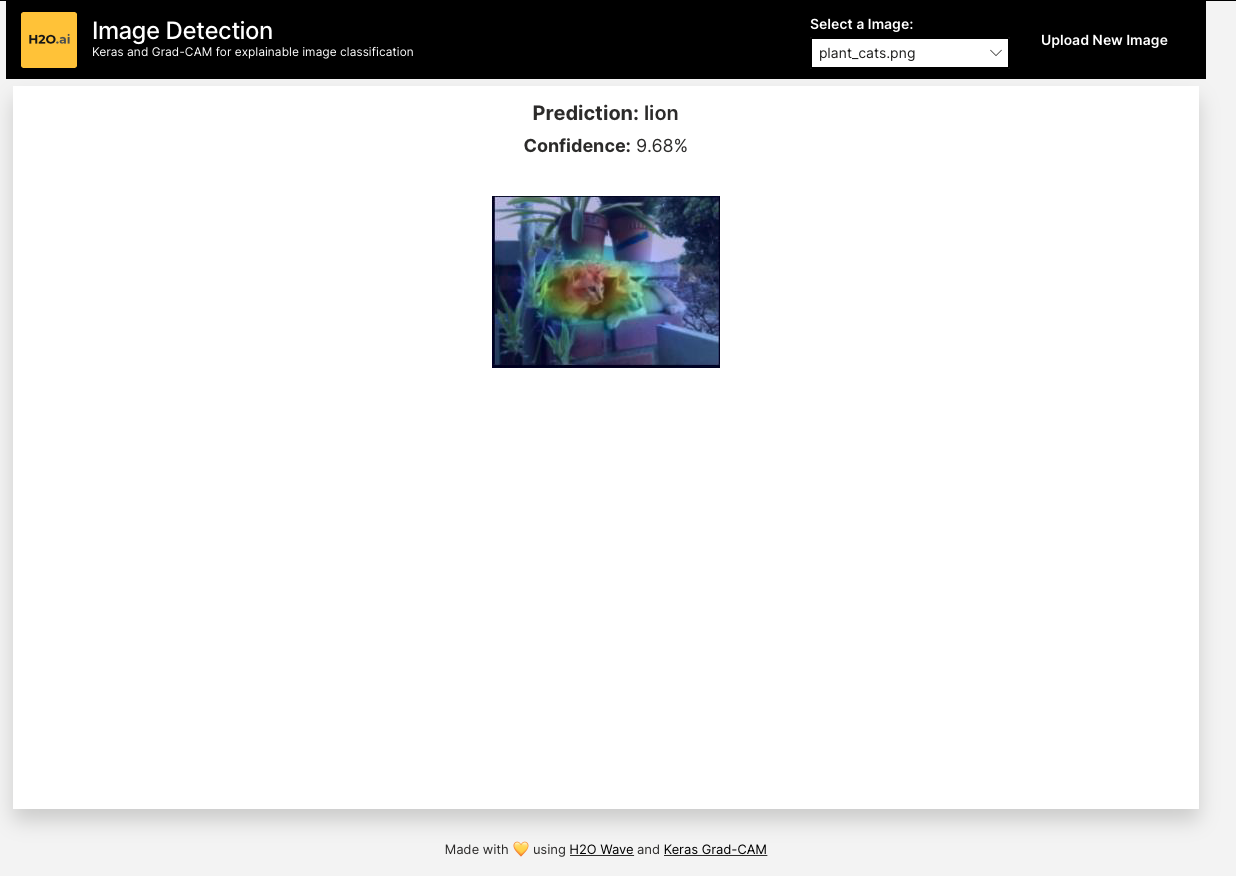 H2O.ai
Image Detection
Keras and Grad-CAM for explainable image classification
Select a Image:
plant_cats.png
Upload New Image
Prediction: lion
Confidence: 9.68%
Made with 💛 using H2O Wave and Keras Grad-CAM